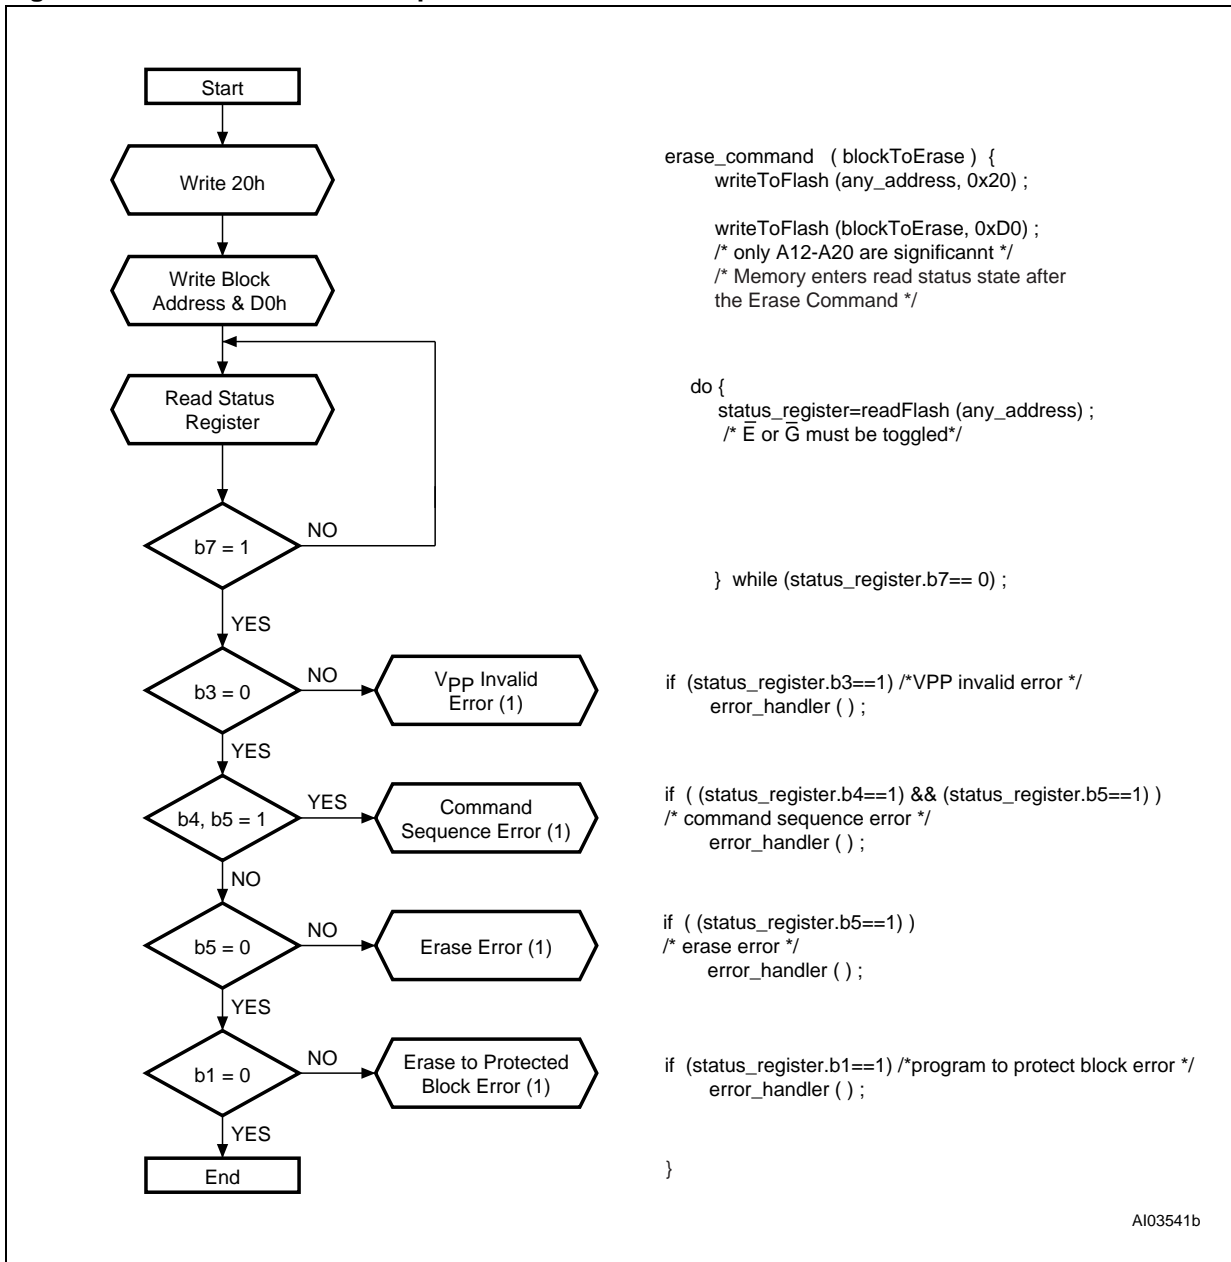 Start
Write 20h
Write Block
Address & D0h
Read Status
Register
b7 = 1
NO
YES
b3 = 0
NO
VPP Invalid
Error (1)
YES
b4, b5 = 1
YES
Command
Sequence Error (1)
NO
b5 = 0
NO
Erase Error (1)
YES
b1 = 0
NO
Erase to Protected
Block Error (1)
YES
End
erase_command ( blockToErase ) {
writeToFlash (any_address, 0x20) ;
writeToFlash (blockToErase, 0xD0) ;
/* only A12-A20 are significannt */
/* Memory enters read status state after
the Erase Command */
do {
status_register=readFlash (any_address) ;
/* E̅ or G̅ must be toggled*/
} while (status_register.b7== 0) ;
if (status_register.b3==1) /*VPP invalid error */
error_handler ( ) ;
if ( (status_register.b4==1) && (status_register.b5==1) )
/* command sequence error */
error_handler ( ) ;
if ( (status_register.b5==1) )
/* erase error */
error_handler ( ) ;
if (status_register.b1==1) /*program to protect block error */
error_handler ( ) ;
}
AI03541b